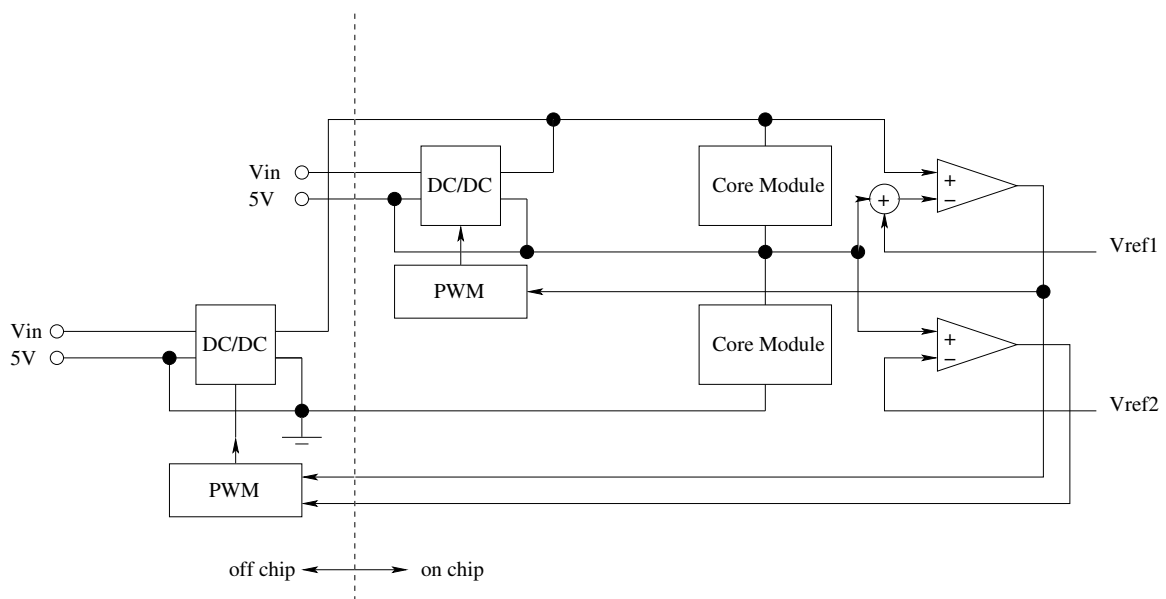 Vin
5V
DC/DC
Core Module
+
+
−
Vref1
PWM
Vin
5V
DC/DC
Core Module
+
−
Vref2
PWM
off chip
on chip